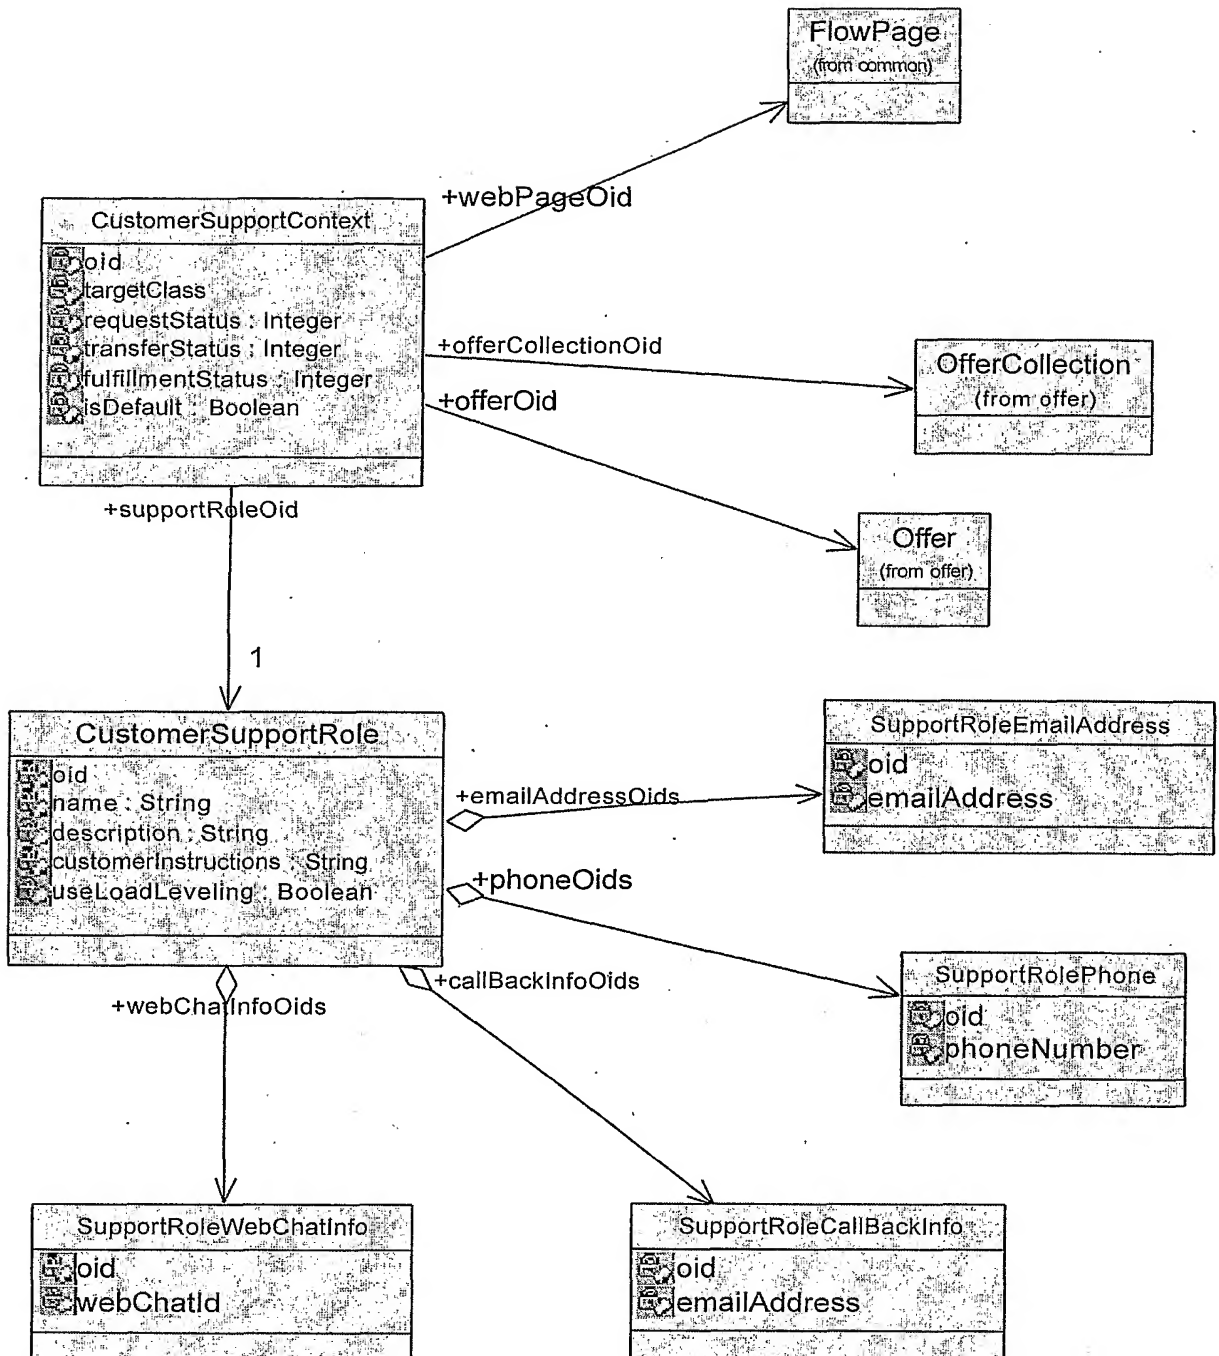 FlowPage
(from common)
+webPageOid
CustomerSupportContext
oid
targetClass
requestStatus : Integer
transferStatus : Integer
fulfillmentStatus : Integer
isDefault : Boolean
+offerCollectionOid
OfferCollection
(from offer)
+offerOid
+supportRoleOid
Offer
(from offer)
1
CustomerSupportRole
oid
name : String
description : String
customerInstructions : String
useLoadLeveling : Boolean
SupportRoleEmailAddress
oid
emailAddress
+emailAddressOids
+phoneOids
SupportRolePhone
oid
phoneNumber
+callBackInfoOids
+webChatInfoOids
SupportRoleWebChatInfo
oid
webChatId
SupportRoleCallBackInfo
oid
emailAddress